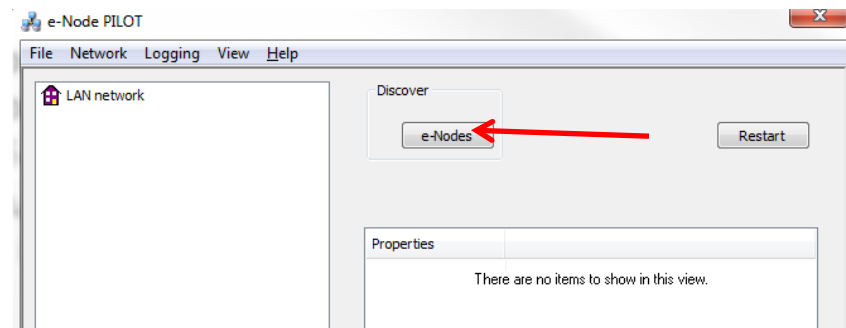 e-Node PILOT
File Network Logging View Help
LAN network
Discover
e-Nodes
Restart
Properties
There are no items to show in this view.